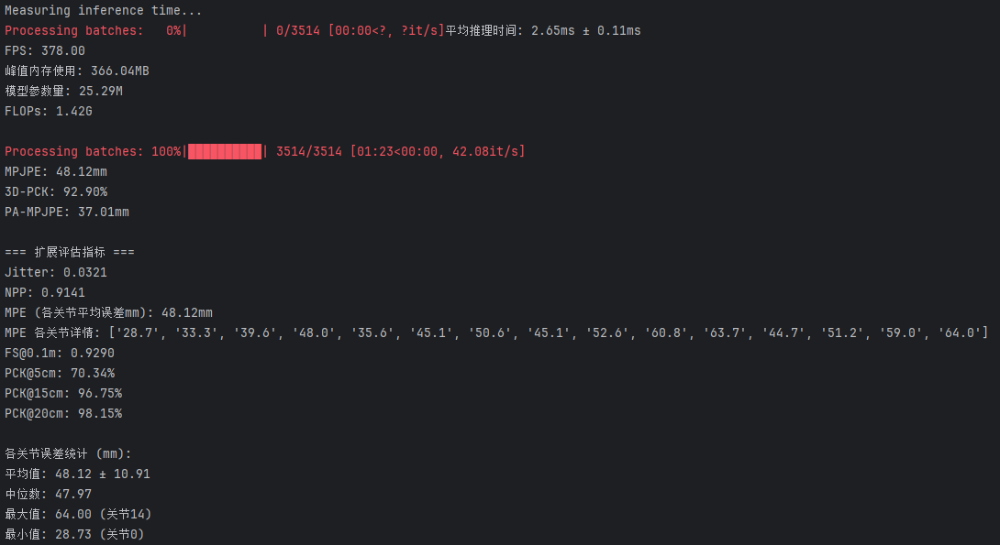 Measuring inference time...
Processing batches:   0%|          | 0/3514 [00:00<?, ?it/s]平均推理时间: 2.65ms ± 0.11ms
FPS: 378.00
峰值内存使用: 366.04MB
模型参数量: 25.29M
FLOPs: 1.42G
Processing batches: 100%|██████████| 3514/3514 [01:23<00:00, 42.08it/s]
MPJPE: 48.12mm
3D-PCK: 92.90%
PA-MPJPE: 37.01mm
=== 扩展评估指标 ===
Jitter: 0.0321
NPP: 0.9141
MPE (各关节平均误差mm): 48.12mm
MPE 各关节详情: ['28.7', '33.3', '39.6', '48.0', '35.6', '45.1', '50.6', '45.1', '52.6', '60.8', '63.7', '44.7', '51.2', '59.0', '64.0']
FS@0.1m: 0.9290
PCK@5cm: 70.34%
PCK@15cm: 96.75%
PCK@20cm: 98.15%
各关节误差统计 (mm):
平均值: 48.12 ± 10.91
中位数: 47.97
最大值: 64.00 (关节14)
最小值: 28.73 (关节0)